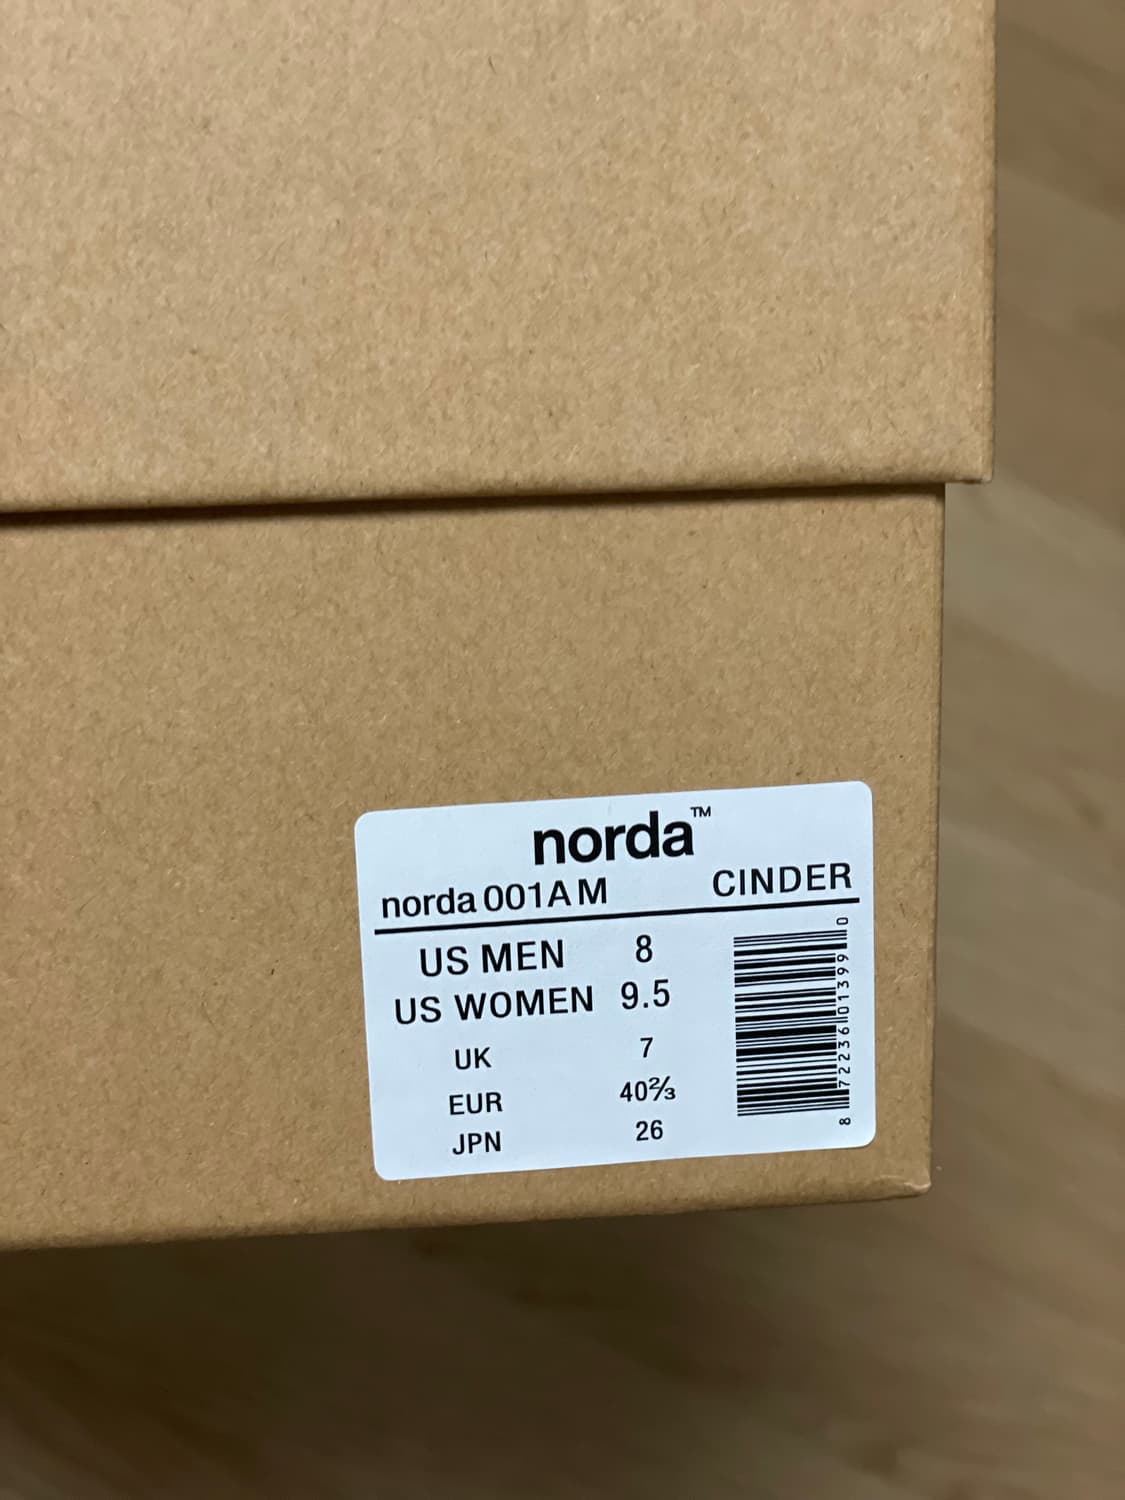 norda™
norda 001A M CINDER
US MEN 8
US WOMEN 9.5
UK 7
EUR 40⅔
JPN 26
8 72236 01399 0